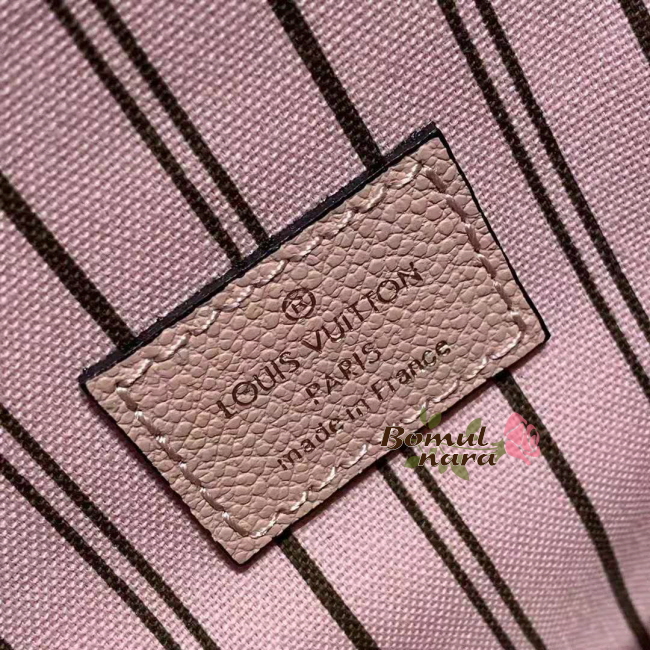 ®
LOUIS VUITTON
PARIS
made in France
Bomul
nara